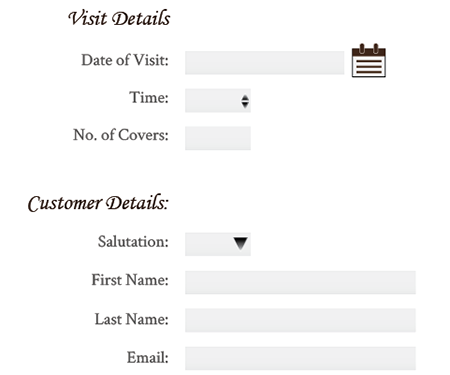 Visit Details
Date of Visit:
Time:
No. of Covers:
Customer Details:
Salutation:
First Name:
Last Name:
Email: